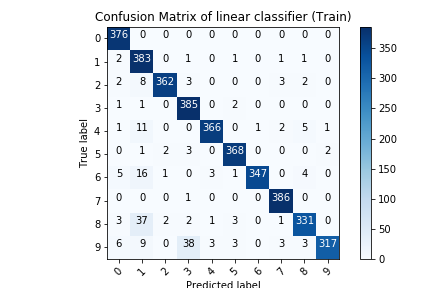 Confusion Matrix of linear classifier (Train)
0 376 0 0 0 0 0 0 0 0 0
1 2 383 0 1 0 1 0 1 1 0
2 2 8 362 3 0 0 0 3 2 0
3 1 1 0 385 0 2 0 0 0 0
4 1 11 0 0 366 0 1 2 5 1
5 0 1 2 3 0 368 0 0 0 2
6 5 16 1 0 3 1 347 0 4 0
7 0 0 0 1 0 0 0 386 0 0
8 3 37 2 2 1 3 0 1 331 0
9 6 9 0 38 3 3 0 3 3 317
0 1 2 3 4 5 6 7 8 9
Predicted label
True label
350
300
250
200
150
100
50
0